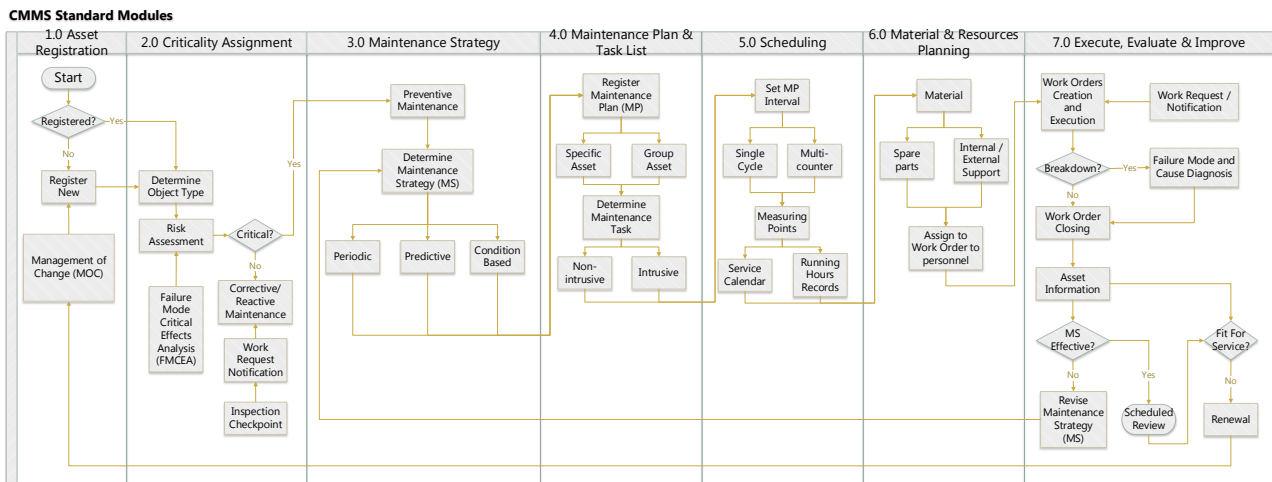 CMMS Standard Modules
1.0 Asset
Registration
2.0 Criticality Assignment
3.0 Maintenance Strategy
4.0 Maintenance Plan &
Task List
5.0 Scheduling
6.0 Material & Resources
Planning
7.0 Execute, Evaluate & Improve
Start
Registered?
Yes
No
Register
New
Management of
Change (MOC)
Determine
Object Type
Risk
Assessment
Critical?
Yes
No
Failure
Mode
Critical
Effects
Analysis
(FMCEA)
Corrective/
Reactive
Maintenance
Work
Request
Notification
Inspection
Checkpoint
Preventive
Maintenance
Determine
Maintenance
Strategy (MS)
Periodic
Predictive
Condition
Based
Register
Maintenance
Plan (MP)
Specific
Asset
Group
Asset
Determine
Maintenance
Task
Non-
intrusive
Intrusive
Set MP
Interval
Single
Cycle
Multi-
counter
Measuring
Points
Service
Calendar
Running
Hours
Records
Material
Spare
parts
Internal /
External
Support
Assign to
Work Order to
personnel
Work Orders
Creation
and
Execution
Work Request /
Notification
Breakdown?
Yes
No
Failure Mode and
Cause Diagnosis
Work Order
Closing
Asset
Information
MS
Effective?
No
Yes
Fit For
Service?
No
Revise
Maintenance
Strategy
(MS)
Scheduled
Review
Renewal